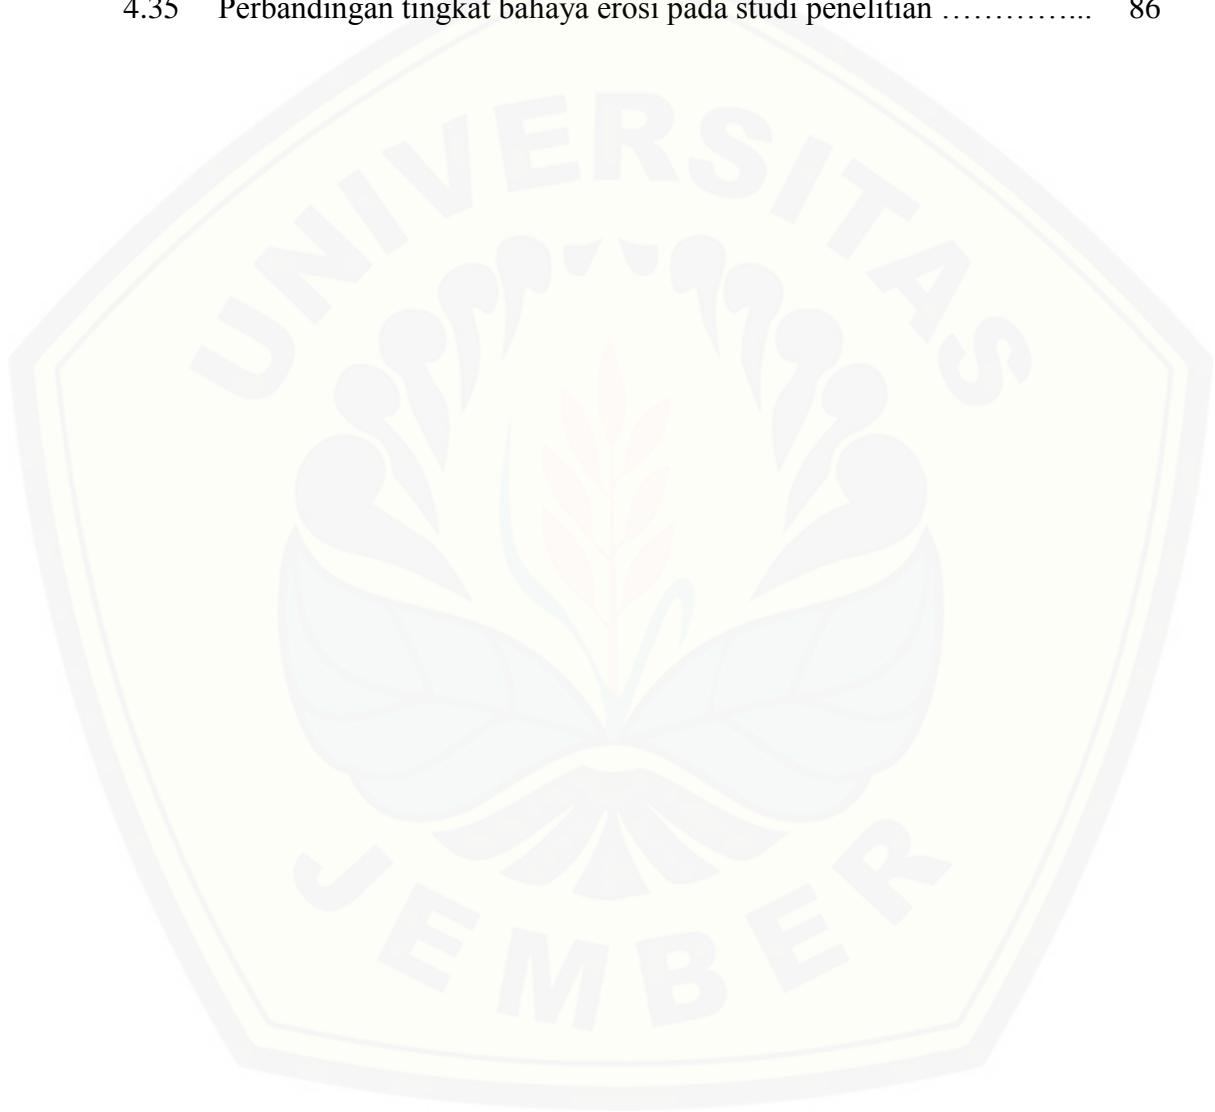 4.35 Perbandingan tingkat bahaya erosi pada studi penelitian …………... 86
UNIVERSITAS
JEMBER